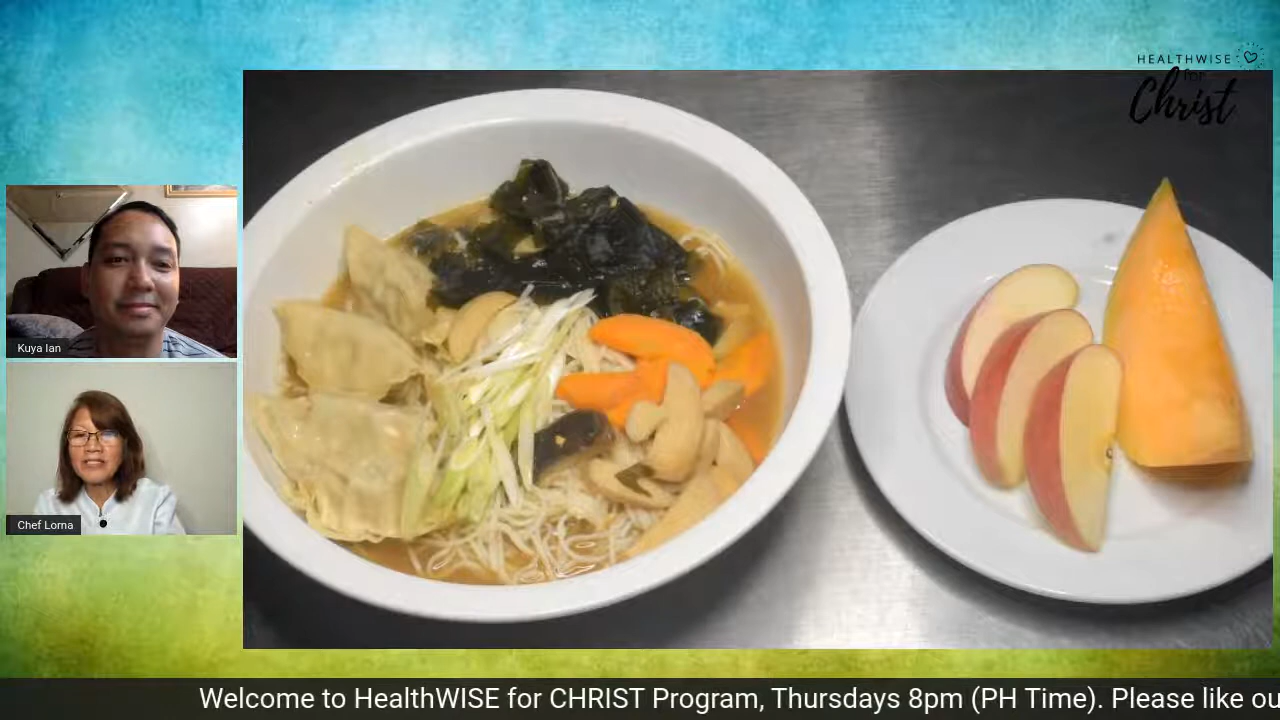 HEALTHWISE
for
Christ
Kuya Ian
Chef Lorna
Welcome to HealthWISE for CHRIST Program, Thursdays 8pm (PH Time). Please like ou